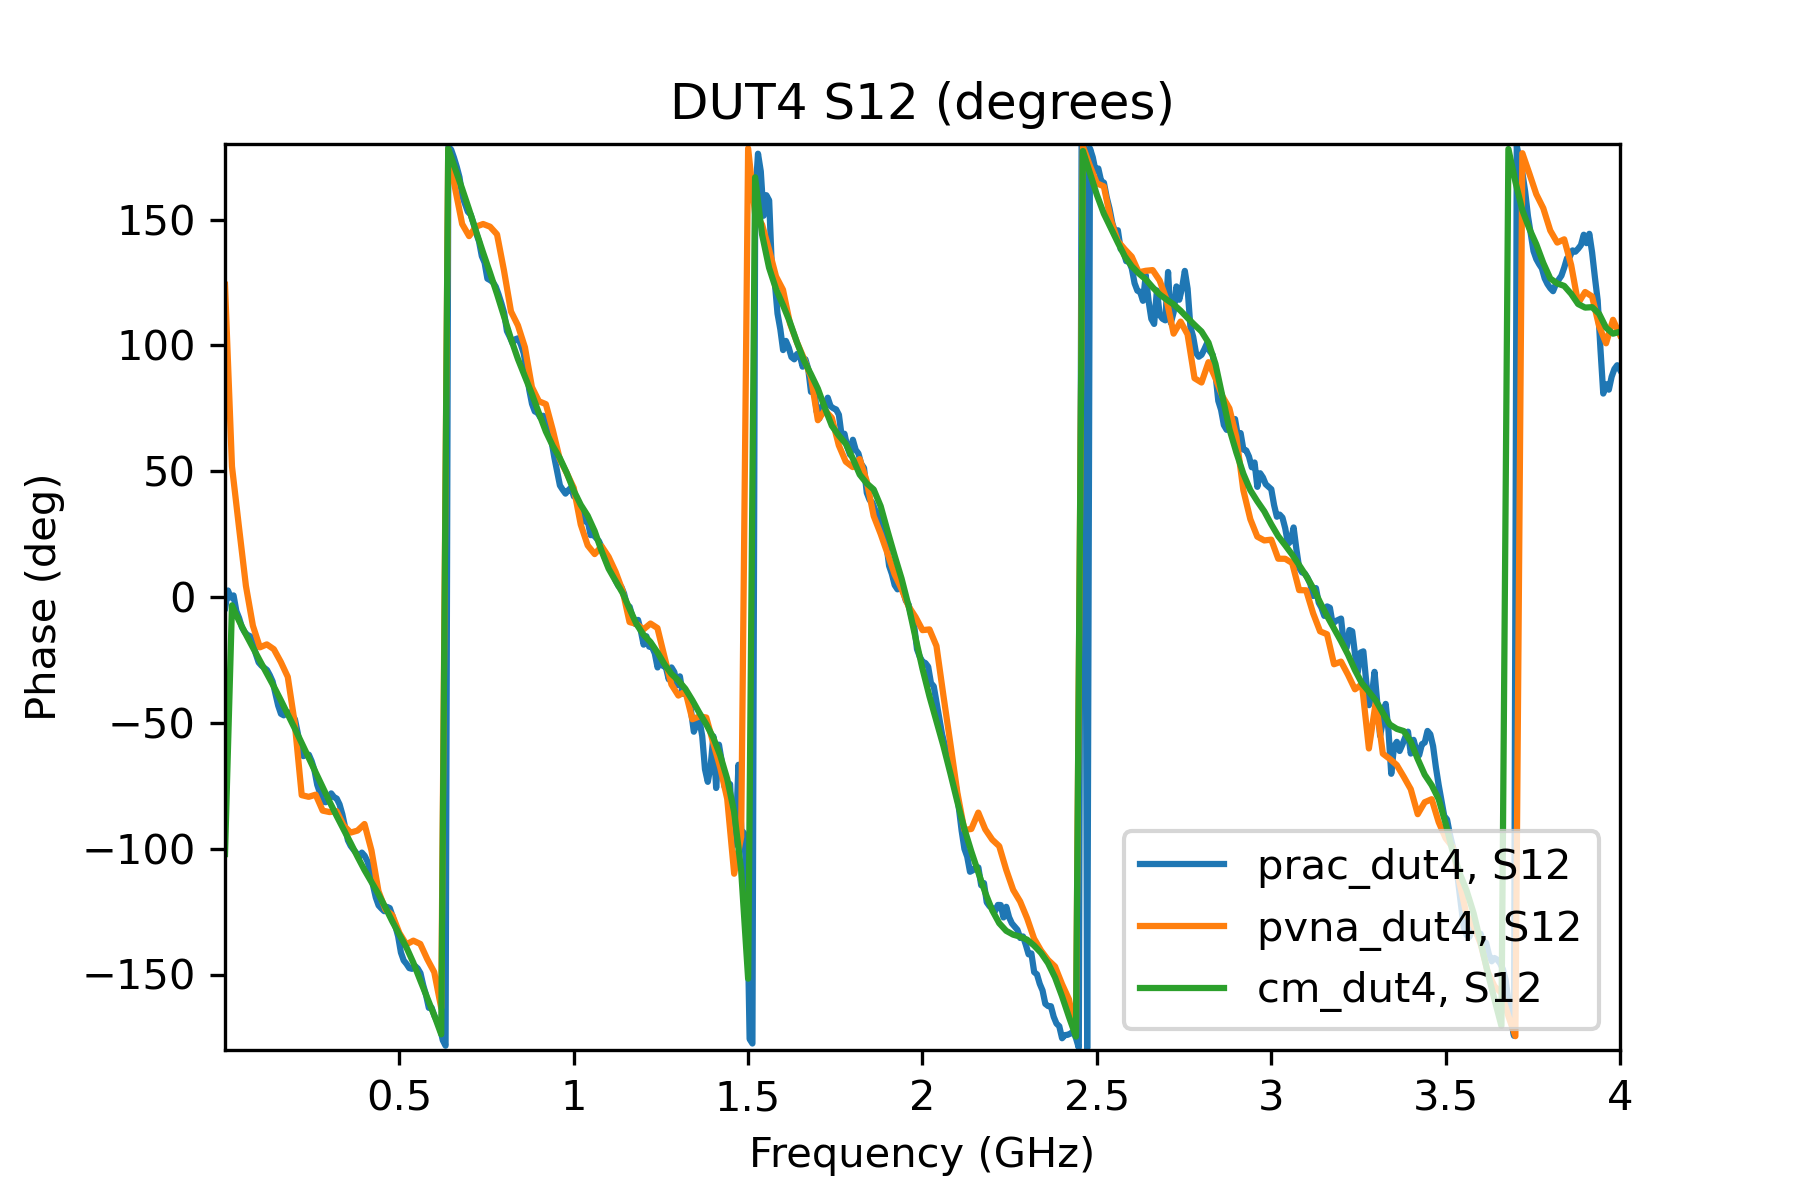 DUT4 S12 (degrees)
Phase (deg)
150
100
50
0
−50
−100
−150
0.5 1 1.5 2 2.5 3 3.5 4
Frequency (GHz)
prac_dut4, S12
pvna_dut4, S12
cm_dut4, S12